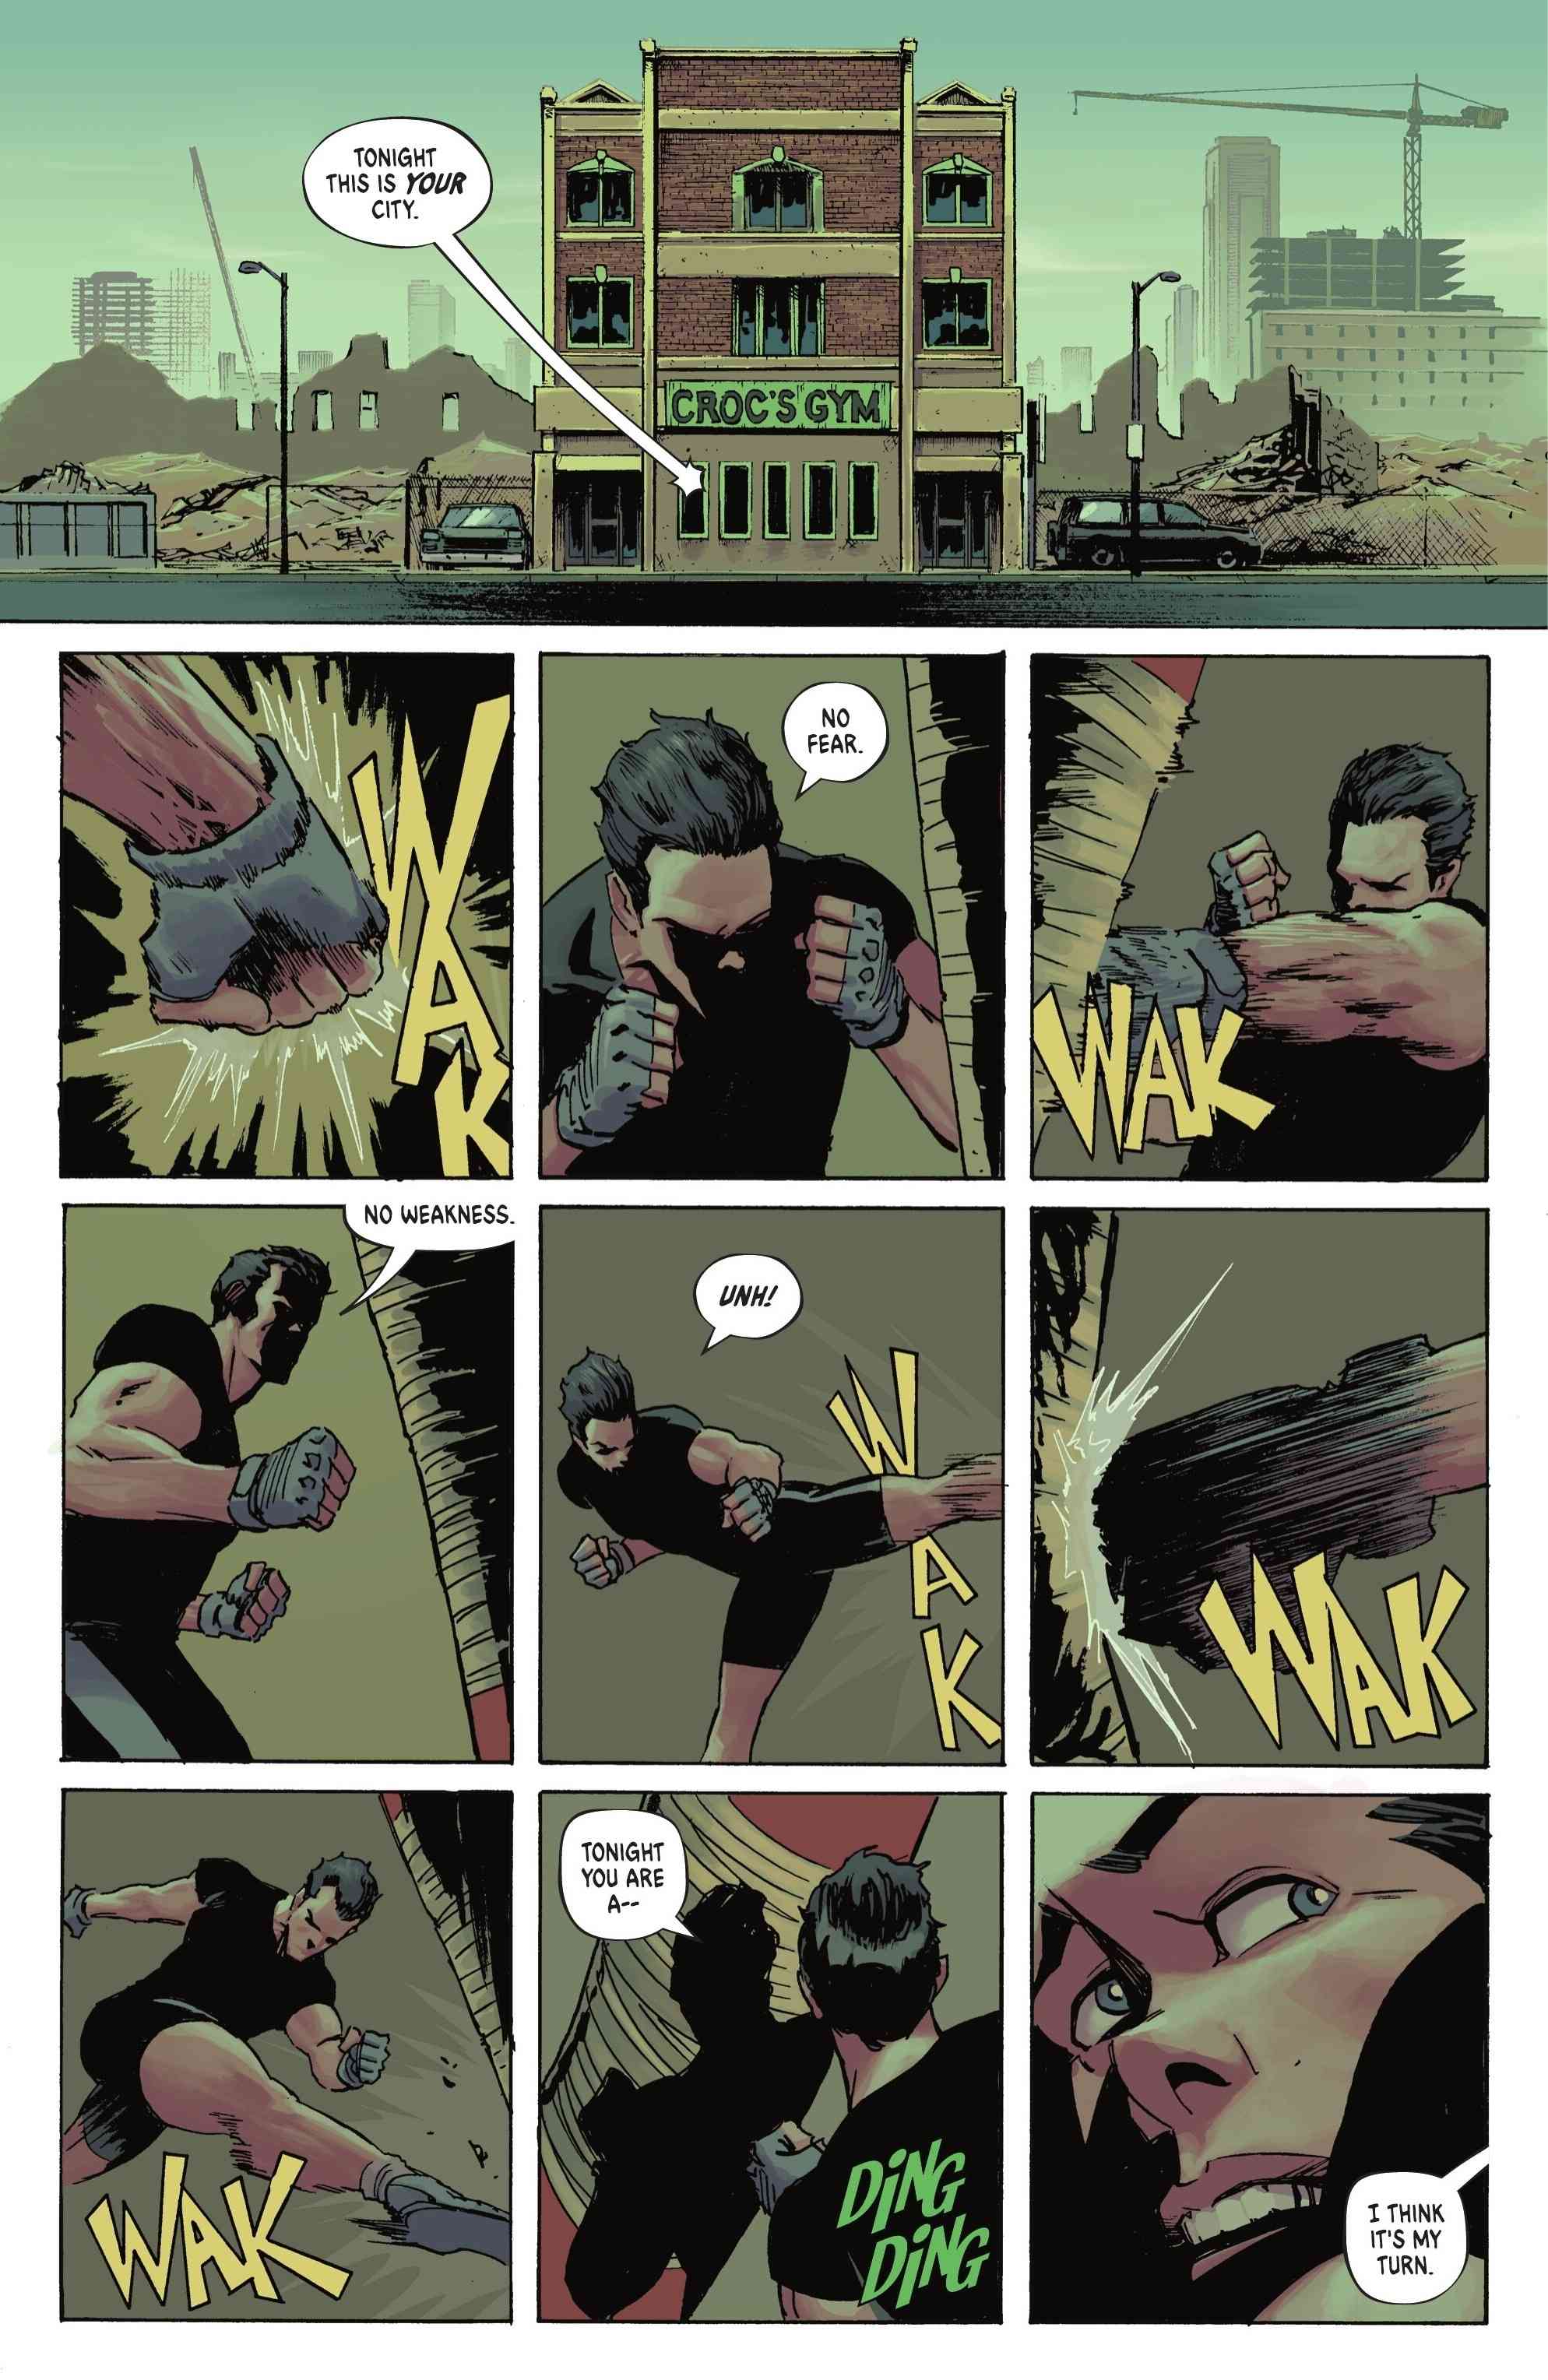 TONIGHT
THIS IS YOUR
CITY.
CROC'S GYM
WAK
NO
FEAR.
WAK
NO WEAKNESS.
UNH!
WAK
WAK
WAK
TONIGHT
YOU ARE
A--
DING
DING
I THINK
IT'S MY
TURN.